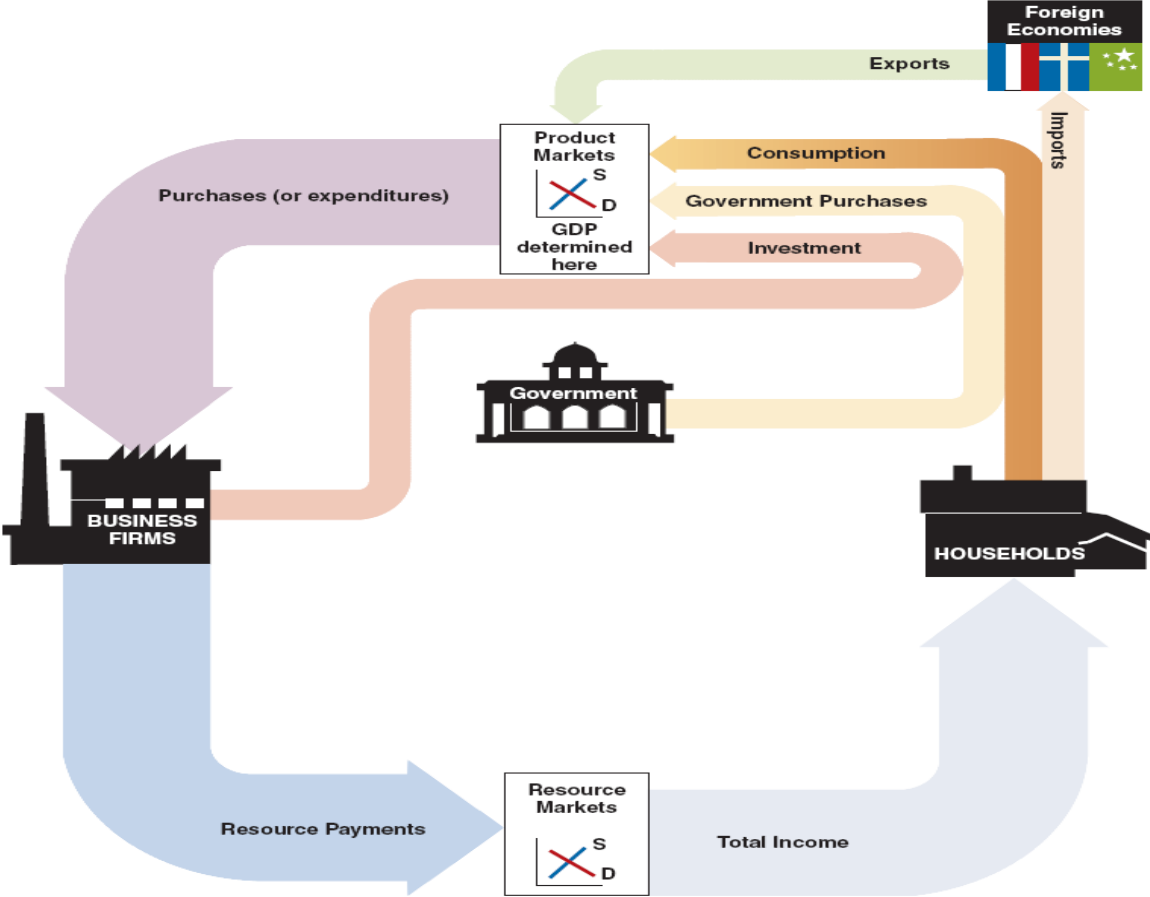 Foreign
Economies
Exports
Imports
Product
Markets
S
D
GDP
determined
here
Consumption
Purchases (or expenditures)
Government Purchases
Investment
Government
BUSINESS
FIRMS
HOUSEHOLDS
Resource
Markets
S
D
Resource Payments
Total Income